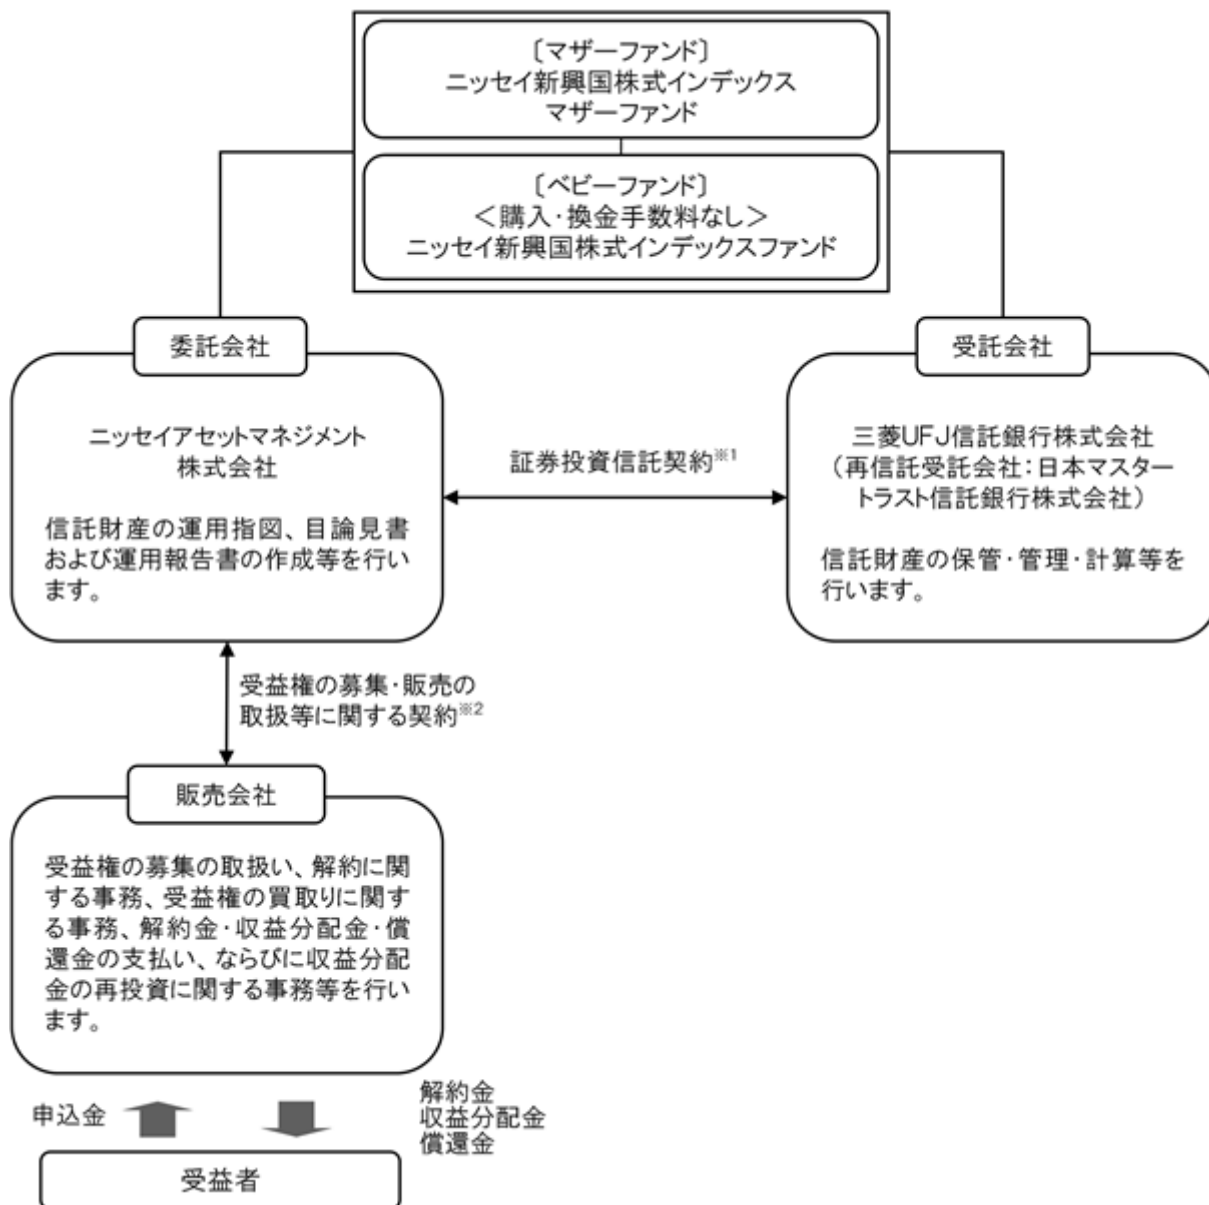 〔マザーファンド〕
ニッセイ新興国株式インデックス
マザーファンド
〔ベビーファンド〕
＜購入・換金手数料なし＞
ニッセイ新興国株式インデックスファンド
委託会社
ニッセイアセットマネジメント
株式会社
信託財産の運用指図、目論見書
および運用報告書の作成等を行い
ます。
証券投資信託契約※1
受託会社
三菱UFJ信託銀行株式会社
（再信託受託会社：日本マスター
トラスト信託銀行株式会社）
信託財産の保管・管理・計算等を
行います。
受益権の募集・販売の
取扱等に関する契約※2
販売会社
受益権の募集の取扱い、解約に関
する事務、受益権の買取りに関す
る事務、解約金・収益分配金・償
還金の支払い、ならびに収益分配
金の再投資に関する事務等を行い
ます。
申込金
解約金
収益分配金
償還金
受益者